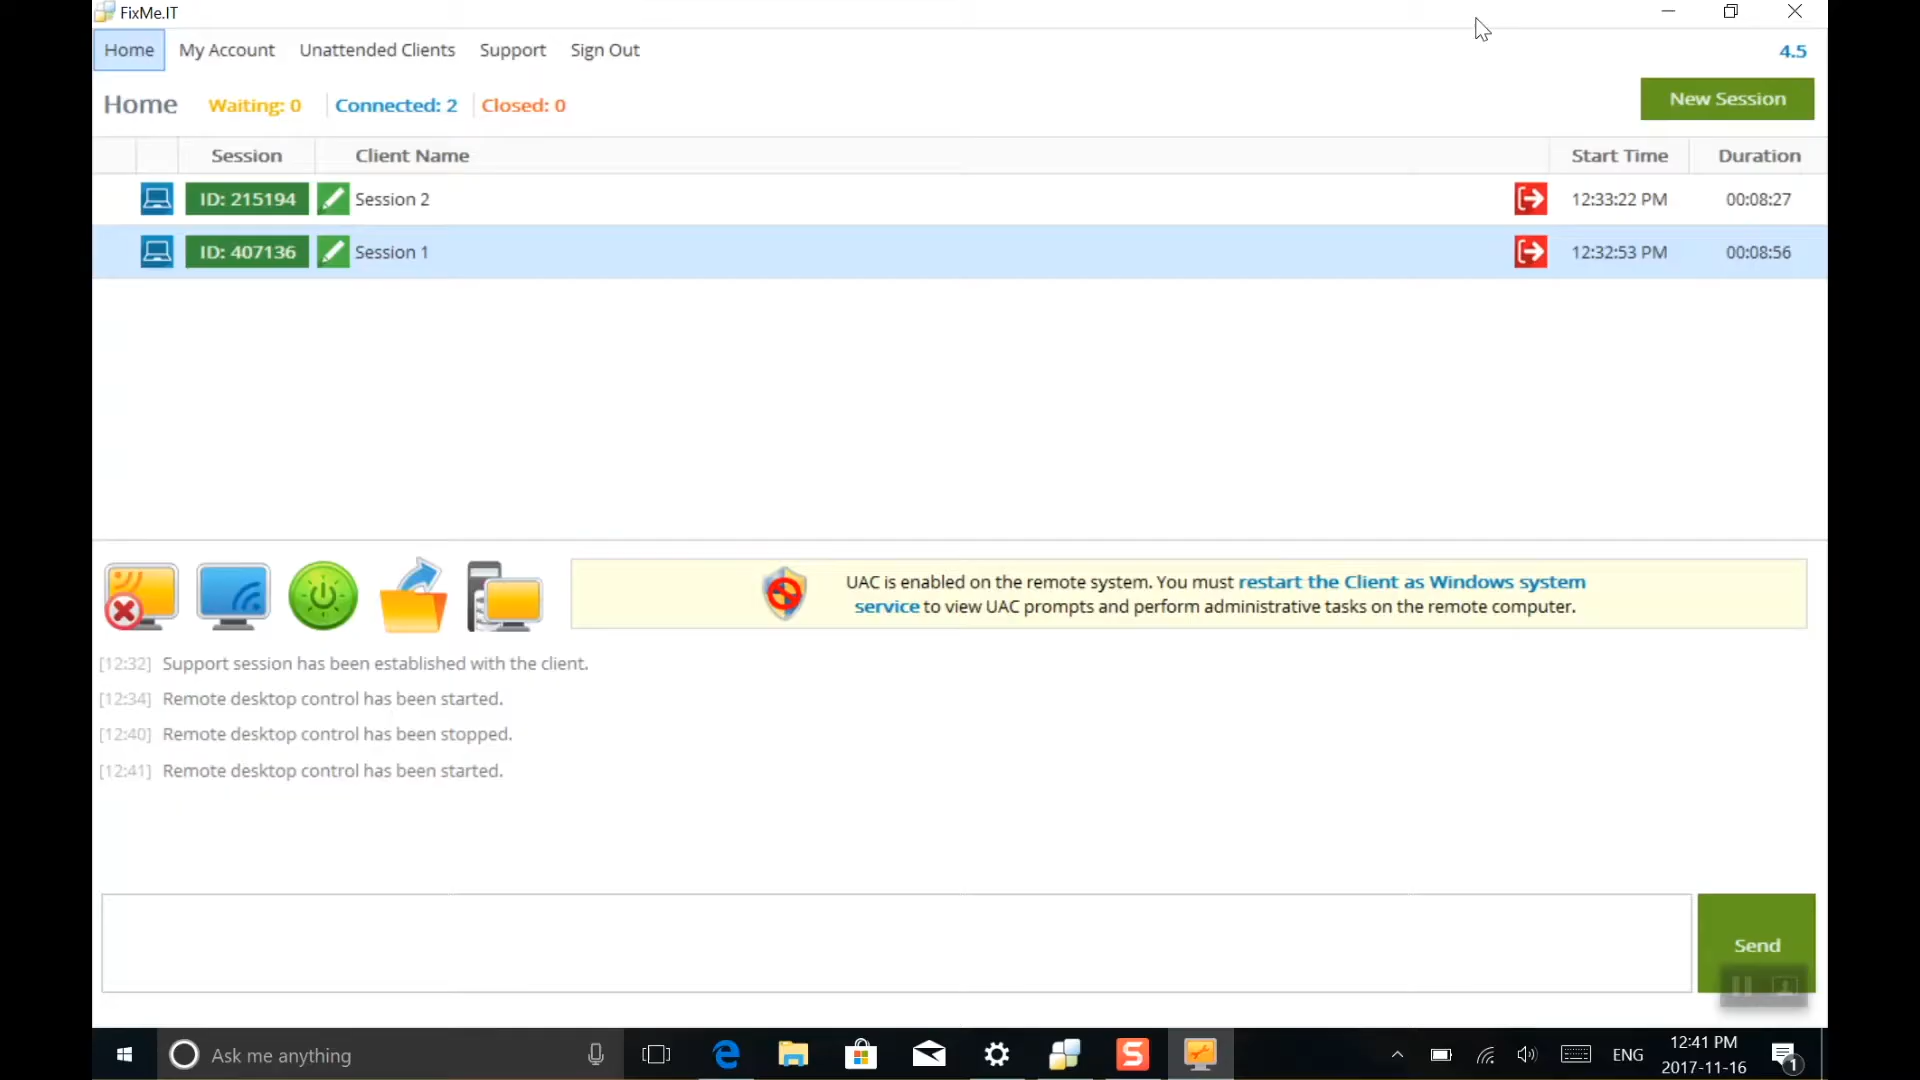 FixMe.IT
Home My Account Unattended Clients Support Sign Out
4.5
Home Waiting: 0 Connected: 2 Closed: 0
New Session
Session Client Name Start Time Duration
ID: 215194 Session 2 12:33:22 PM 00:08:27
ID: 407136 Session 1 12:32:53 PM 00:08:56
UAC is enabled on the remote system. You must restart the Client as Windows system
service to view UAC prompts and perform administrative tasks on the remote computer.
[12:32] Support session has been established with the client.
[12:34] Remote desktop control has been started.
[12:40] Remote desktop control has been stopped.
[12:41] Remote desktop control has been started.
Send
Ask me anything
ENG
12:41 PM
2017-11-16
1